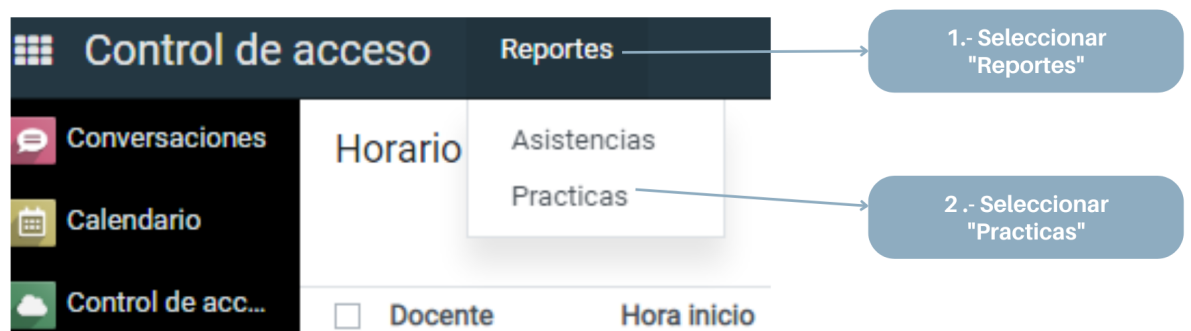 Control de acceso
Reportes
1.- Seleccionar
"Reportes"
Conversaciones
Horario
Asistencias
Practicas
2 .- Seleccionar
"Practicas"
Calendario
Control de acc...
Docente
Hora inicio